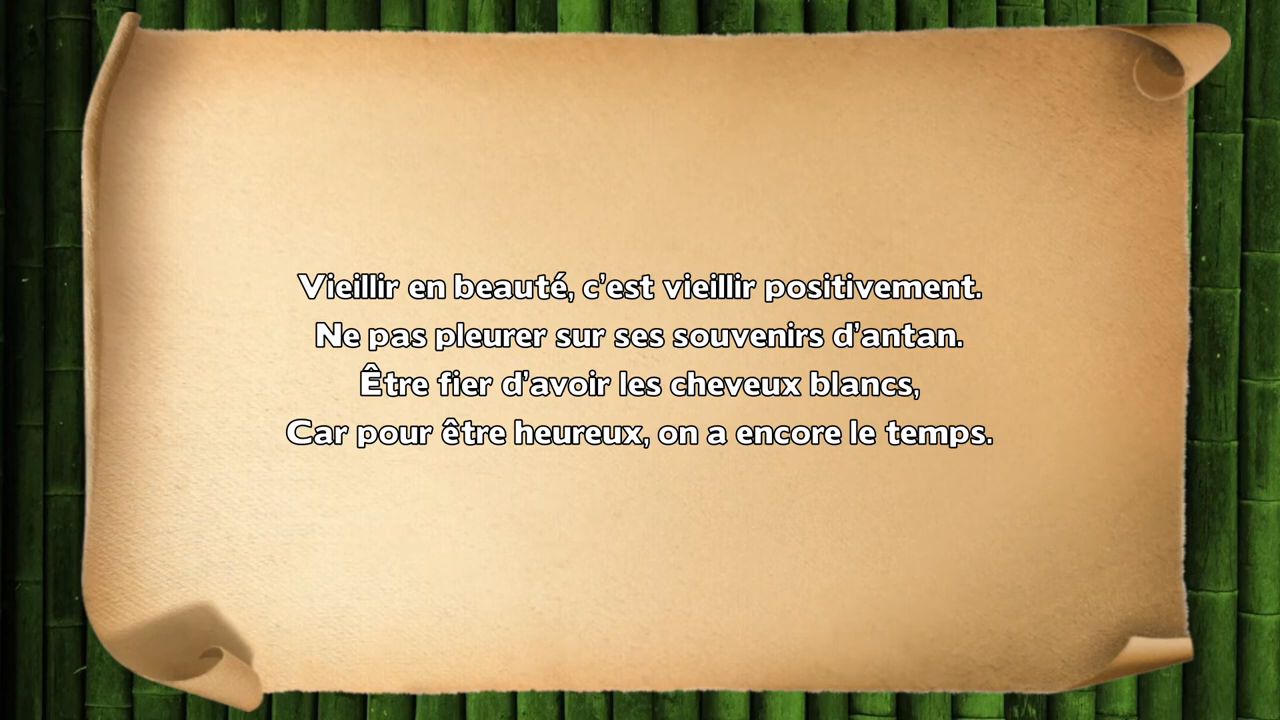 Vieillir en beauté, c'est vieillir positivement.
Ne pas pleurer sur ses souvenirs d'antan.
Être fier d'avoir les cheveux blancs,
Car pour être heureux, on a encore le temps.